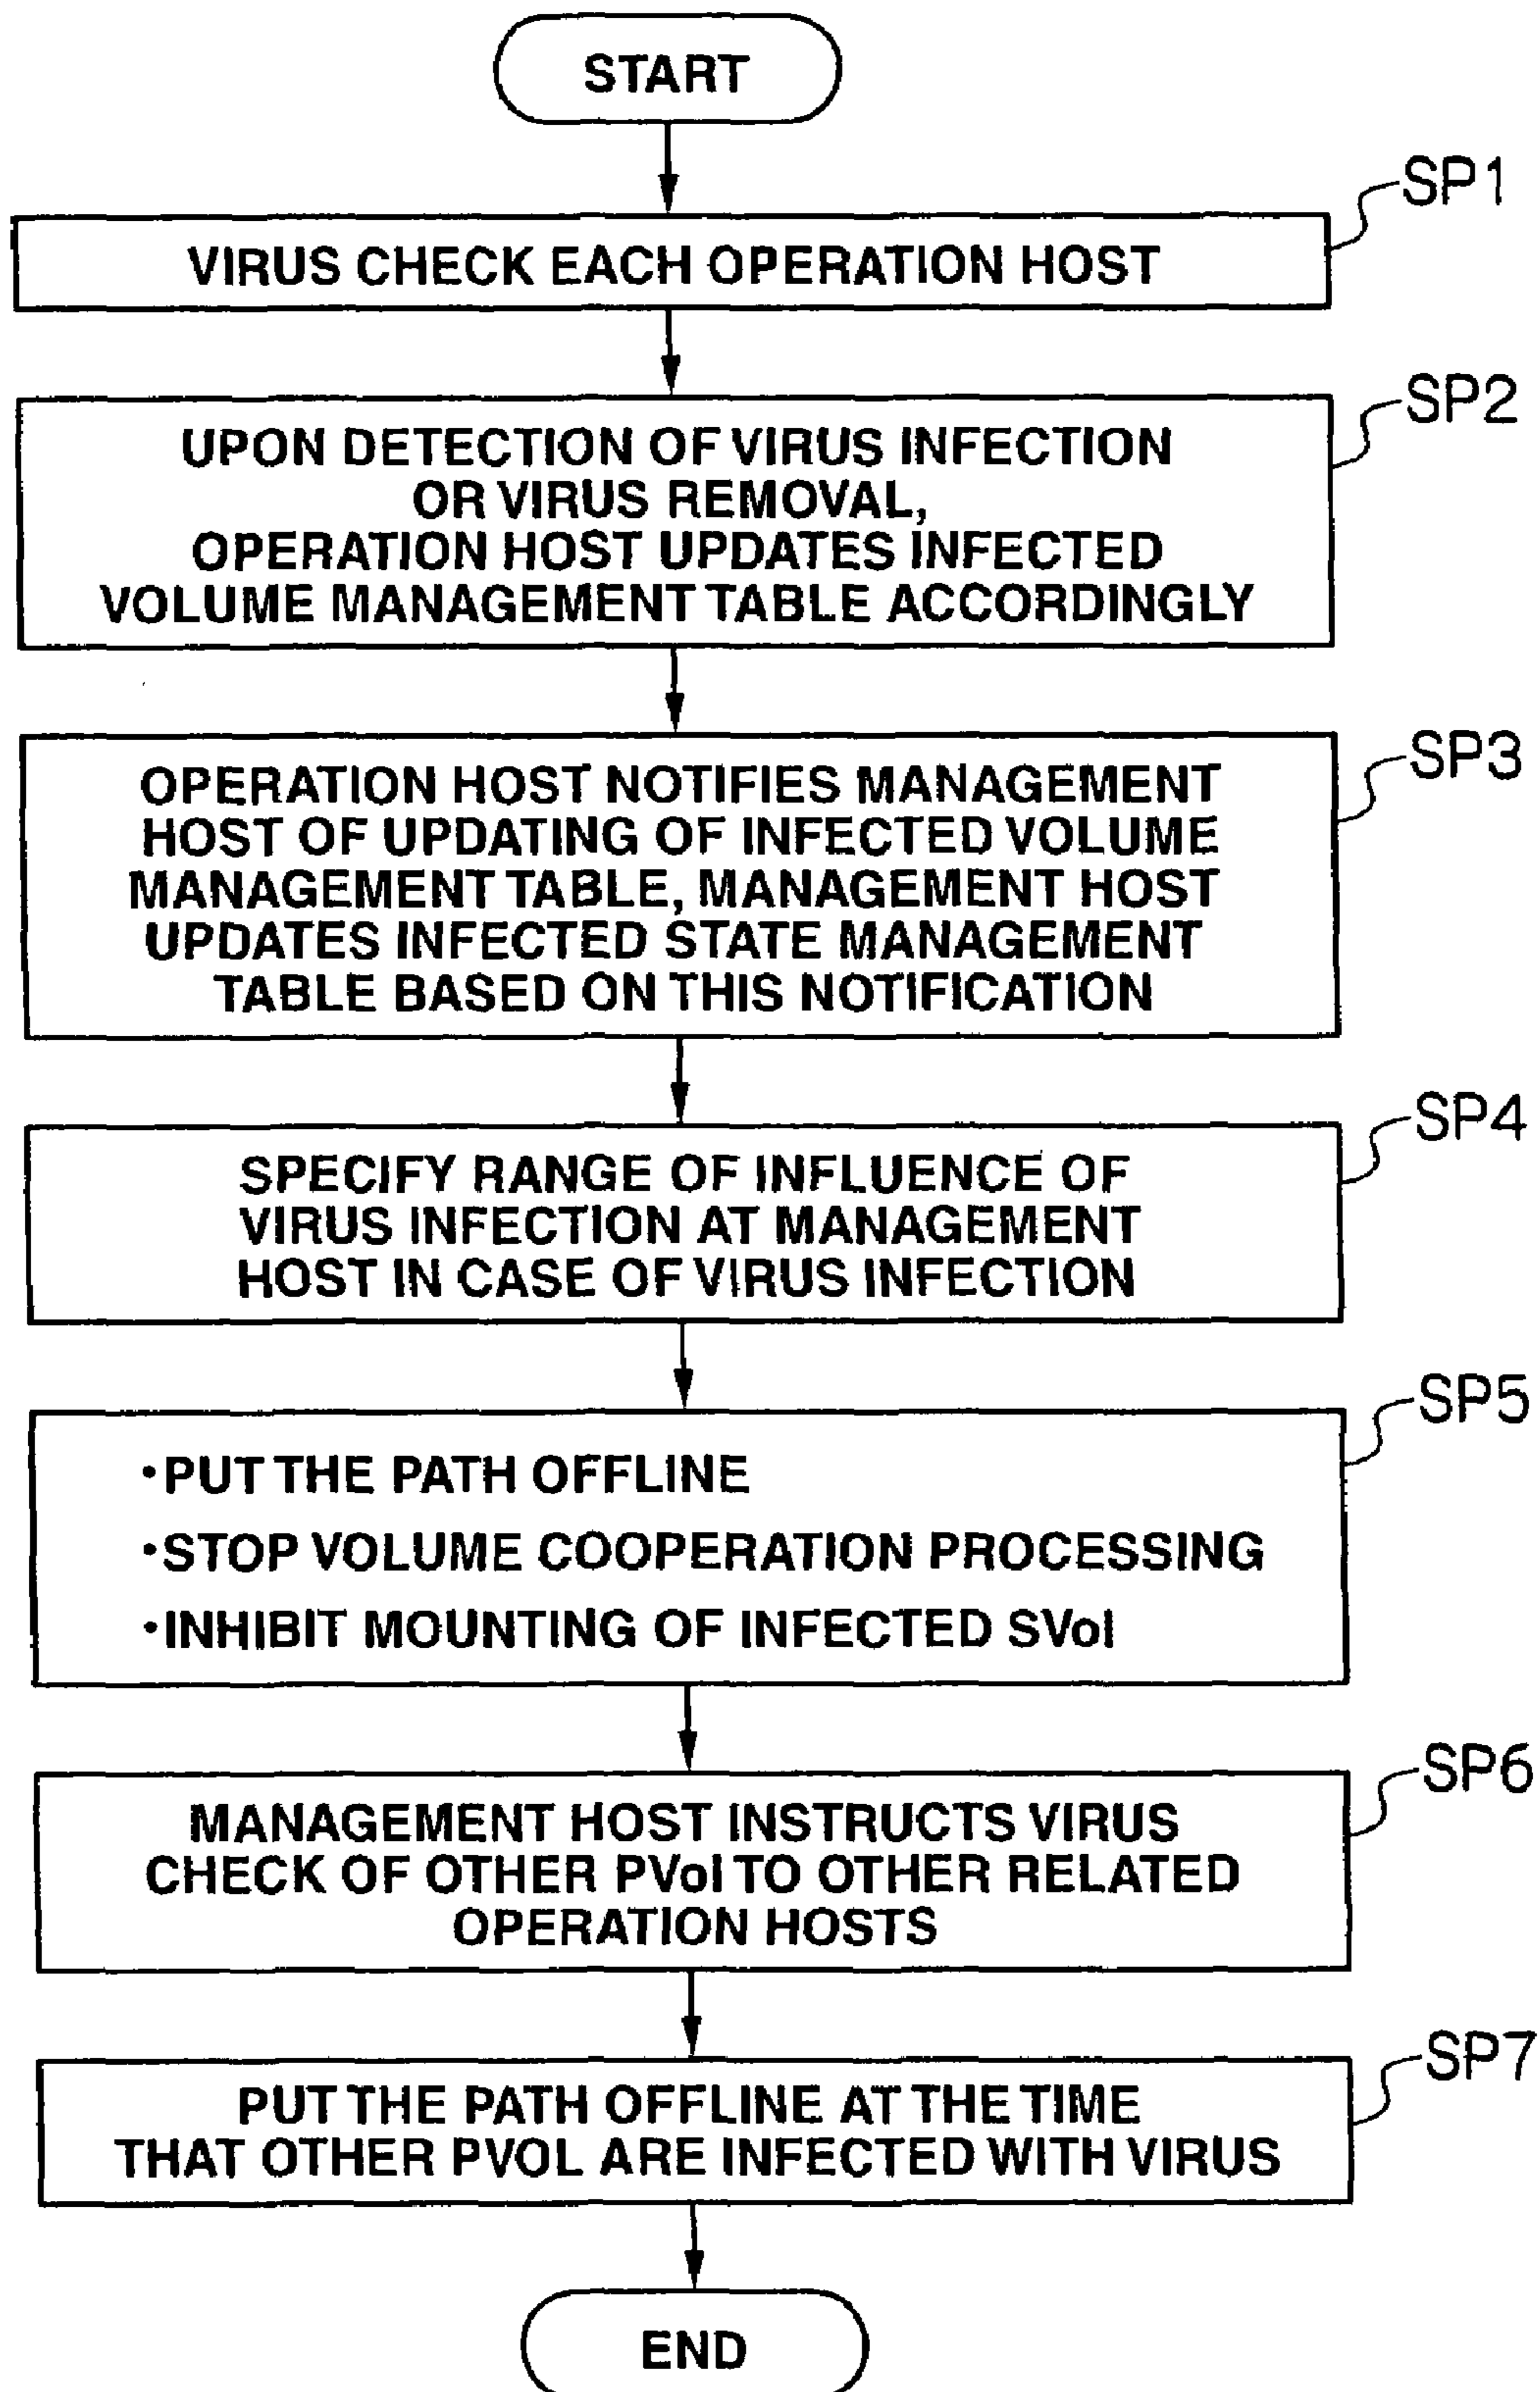 START
SP1
VIRUS CHECK EACH OPERATION HOST
SP2
UPON DETECTION OF VIRUS INFECTION
OR VIRUS REMOVAL,
OPERATION HOST UPDATES INFECTED
VOLUME MANAGEMENT TABLE ACCORDINGLY
SP3
OPERATION HOST NOTIFIES MANAGEMENT
HOST OF UPDATING OF INFECTED VOLUME
MANAGEMENT TABLE, MANAGEMENT HOST
UPDATES INFECTED STATE MANAGEMENT
TABLE BASED ON THIS NOTIFICATION
SP4
SPECIFY RANGE OF INFLUENCE OF
VIRUS INFECTION AT MANAGEMENT
HOST IN CASE OF VIRUS INFECTION
SP5
・PUT THE PATH OFFLINE
・STOP VOLUME COOPERATION PROCESSING
・INHIBIT MOUNTING OF INFECTED SVol
SP6
MANAGEMENT HOST INSTRUCTS VIRUS
CHECK OF OTHER PVol TO OTHER RELATED
OPERATION HOSTS
SP7
PUT THE PATH OFFLINE AT THE TIME
THAT OTHER PVOL ARE INFECTED WITH VIRUS
END